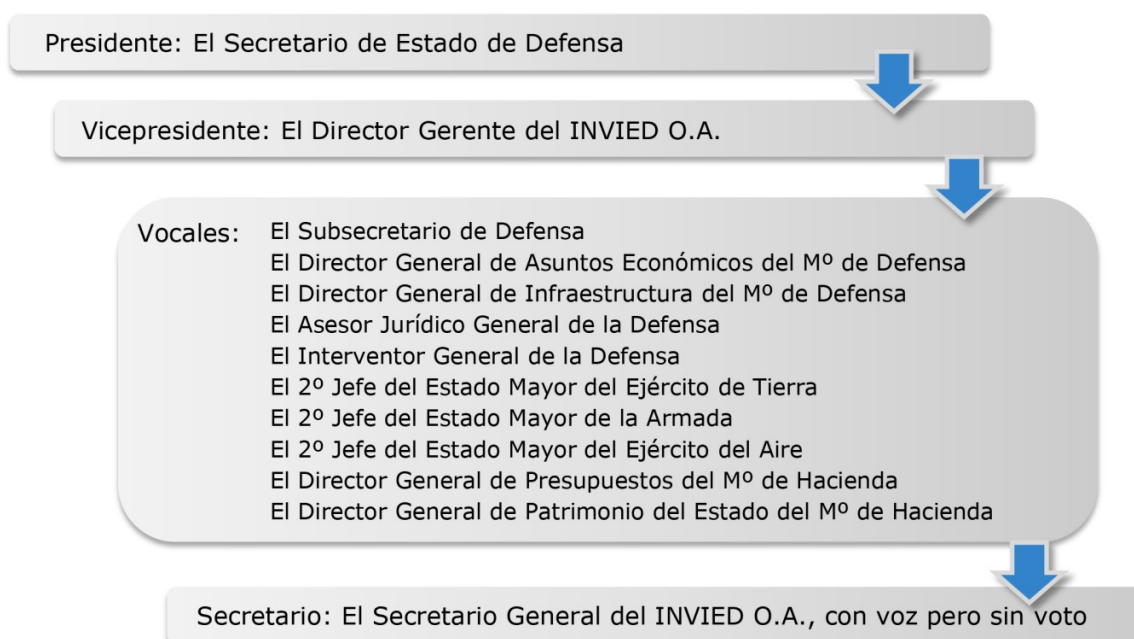 Presidente: El Secretario de Estado de Defensa
Vicepresidente: El Director Gerente del INVIED O.A.
Vocales: El Subsecretario de Defensa
El Director General de Asuntos Económicos del Mº de Defensa
El Director General de Infraestructura del Mº de Defensa
El Asesor Jurídico General de la Defensa
El Interventor General de la Defensa
El 2º Jefe del Estado Mayor del Ejército de Tierra
El 2º Jefe del Estado Mayor de la Armada
El 2º Jefe del Estado Mayor del Ejército del Aire
El Director General de Presupuestos del Mº de Hacienda
El Director General de Patrimonio del Estado del Mº de Hacienda
Secretario: El Secretario General del INVIED O.A., con voz pero sin voto